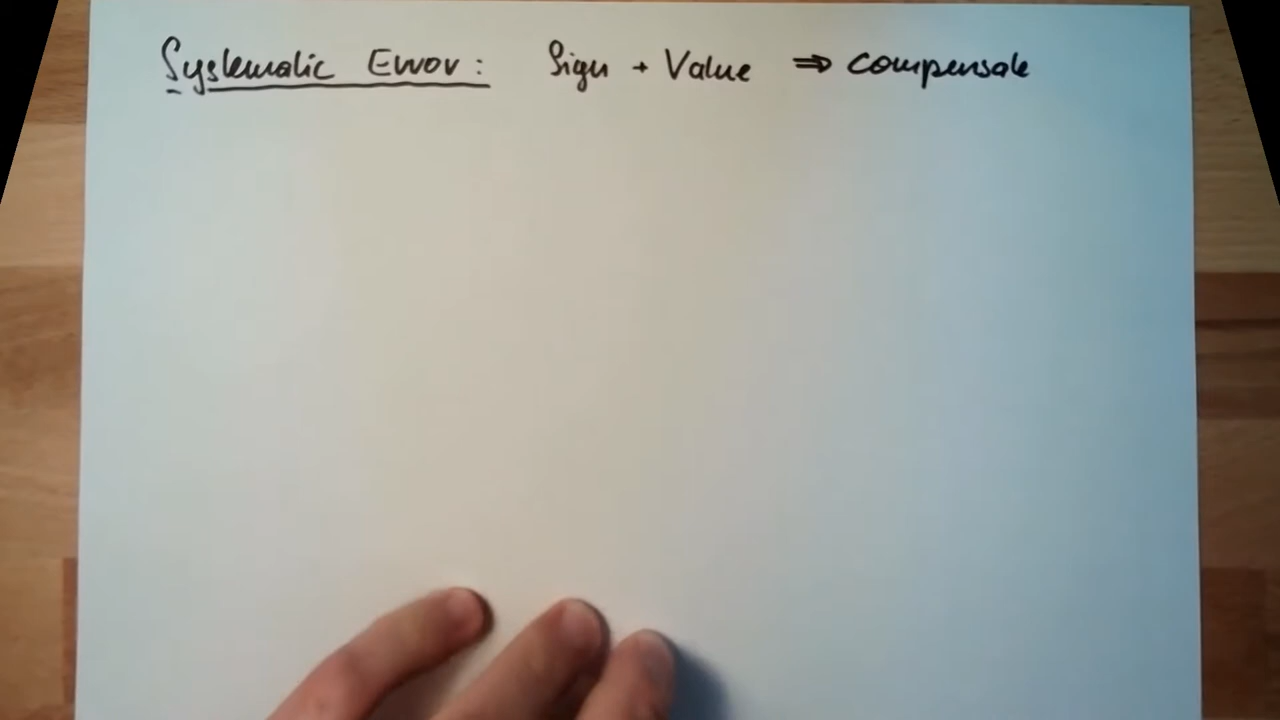 Systematic Error: Sign + Value ⇒ compensate